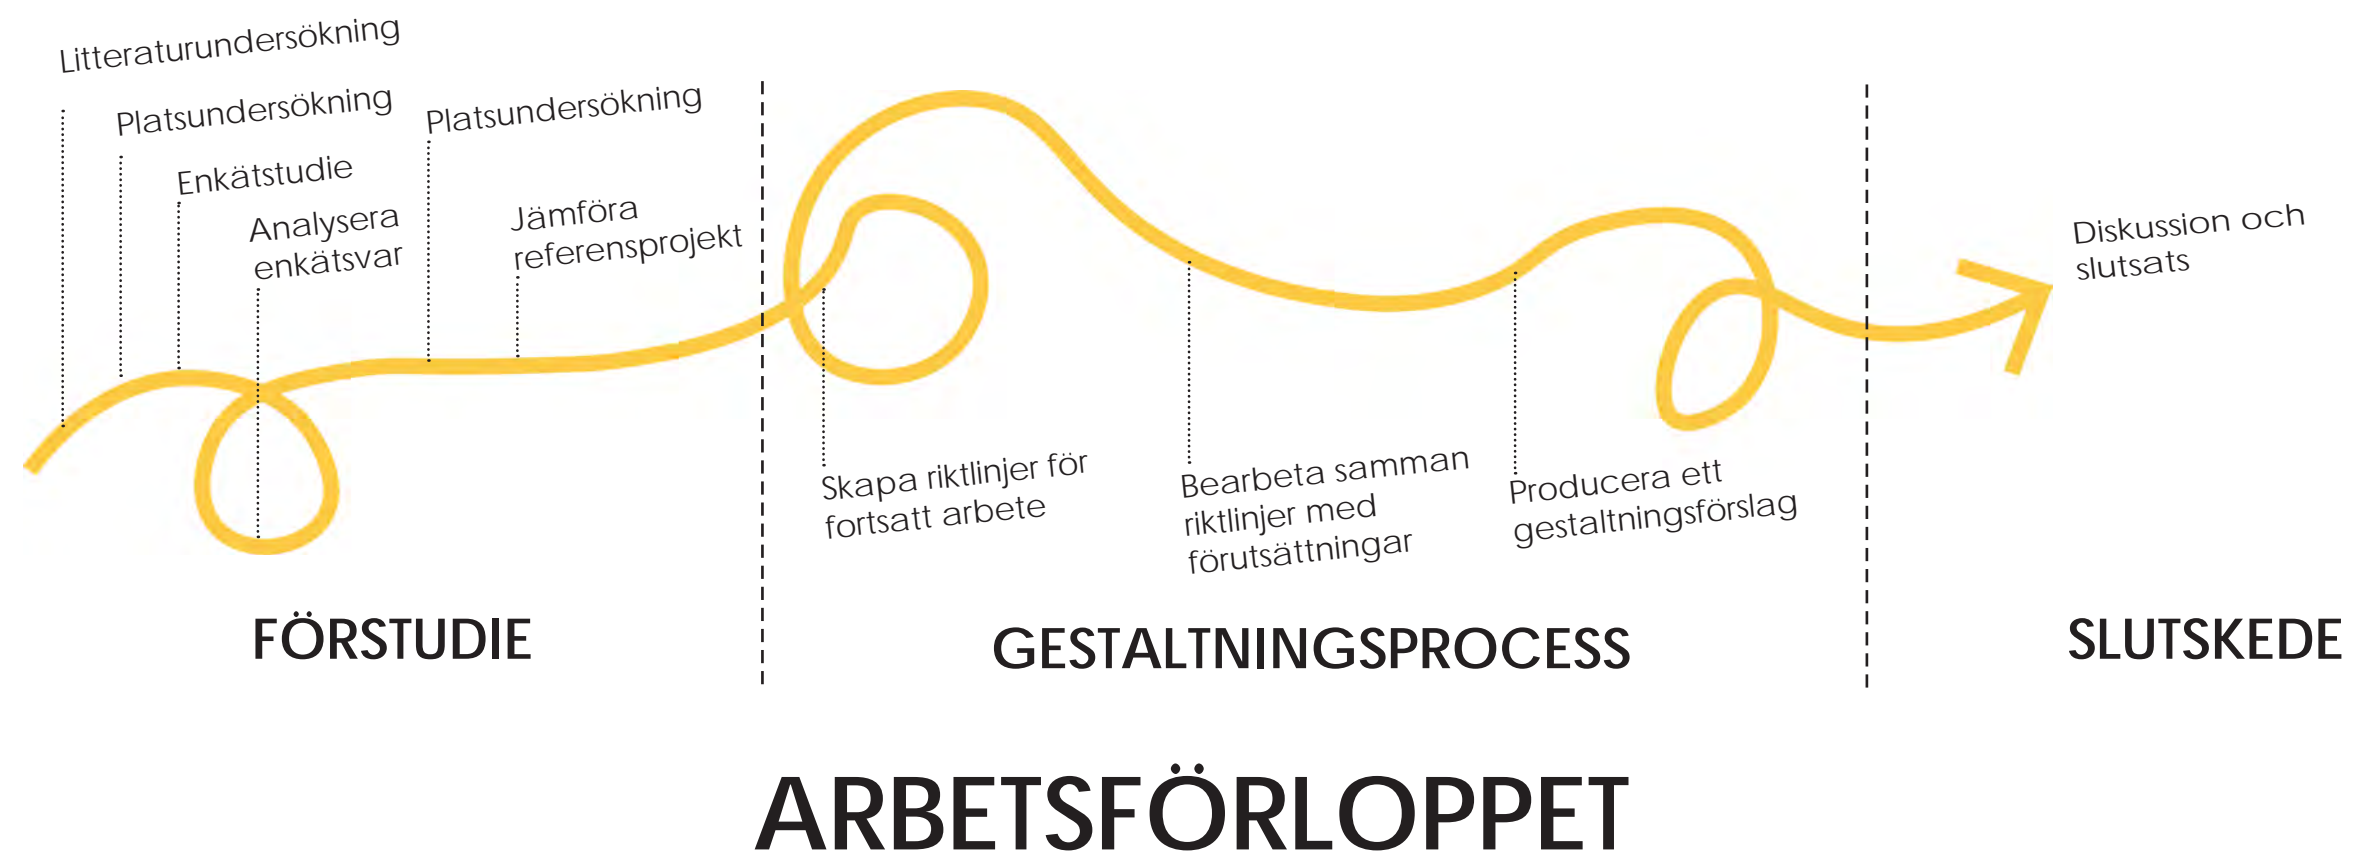 Litteraturundersökning
Platsundersökning
Enkätstudie
Analysera
enkätsvar
Platsundersökning
Jämföra
referensprojekt
Skapa riktlinjer för
fortsatt arbete
Bearbeta samman
riktlinjer med
förutsättningar
Producera ett
gestaltningsförslag
Diskussion och
slutsats
FÖRSTUDIE
GESTALTNINGSPROCESS
SLUTSKEDE
ARBETSFÖRLOPPET